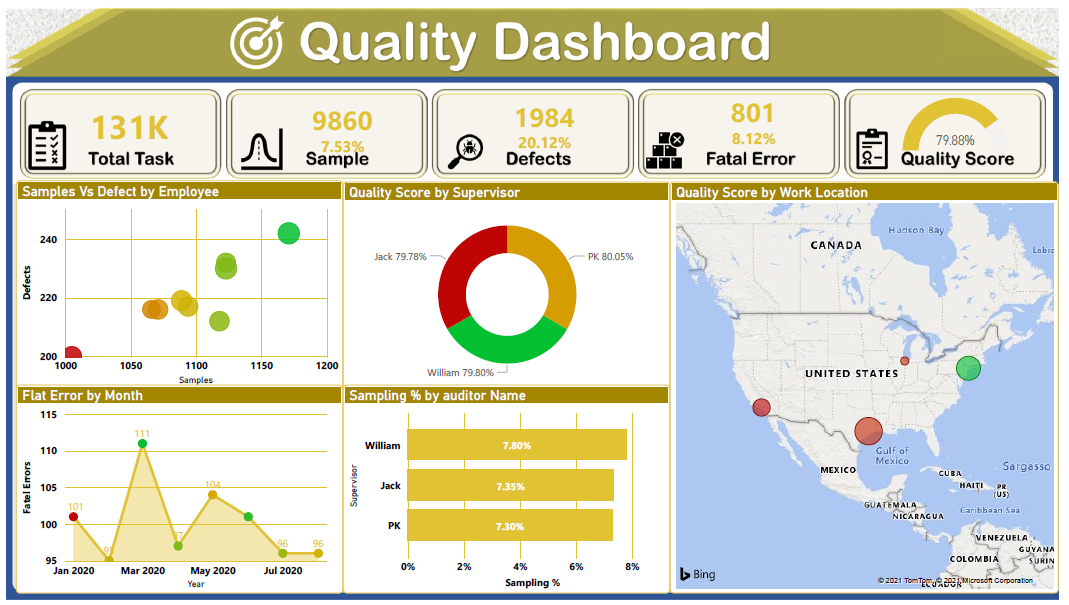 Quality Dashboard
131K
Total Task
9860
7.53%
Sample
1984
20.12%
Defects
801
8.12%
Fatal Error
79.88%
Quality Score
Samples Vs Defect by Employee
240
220
200
Defects
1000 1050 1100 1150 1200
Samples
Quality Score by Supervisor
Jack 79.78%
PK 80.05%
William 79.80%
Quality Score by Work Location
CANADA
Hudson Bay
UNITED STATES
MEXICO
Gulf of
Mexico
CUBA
HAITI
PR
(US)
Sargasso
GUATEMALA
NICARAGUA
Caribbean Sea
VENEZUELA
COLOMBIA
ECUADOR
Bing
© 2021 TomTom, © 2021 Microsoft Corporation
Flat Error by Month
115
110
105
100
95
Fatel Errors
101
111
97
104
96
96
Jan 2020 Mar 2020 May 2020 Jul 2020
Year
Sampling % by auditor Name
Supervisor
William 7.80%
Jack 7.35%
PK 7.30%
0% 2% 4% 6% 8%
Sampling %